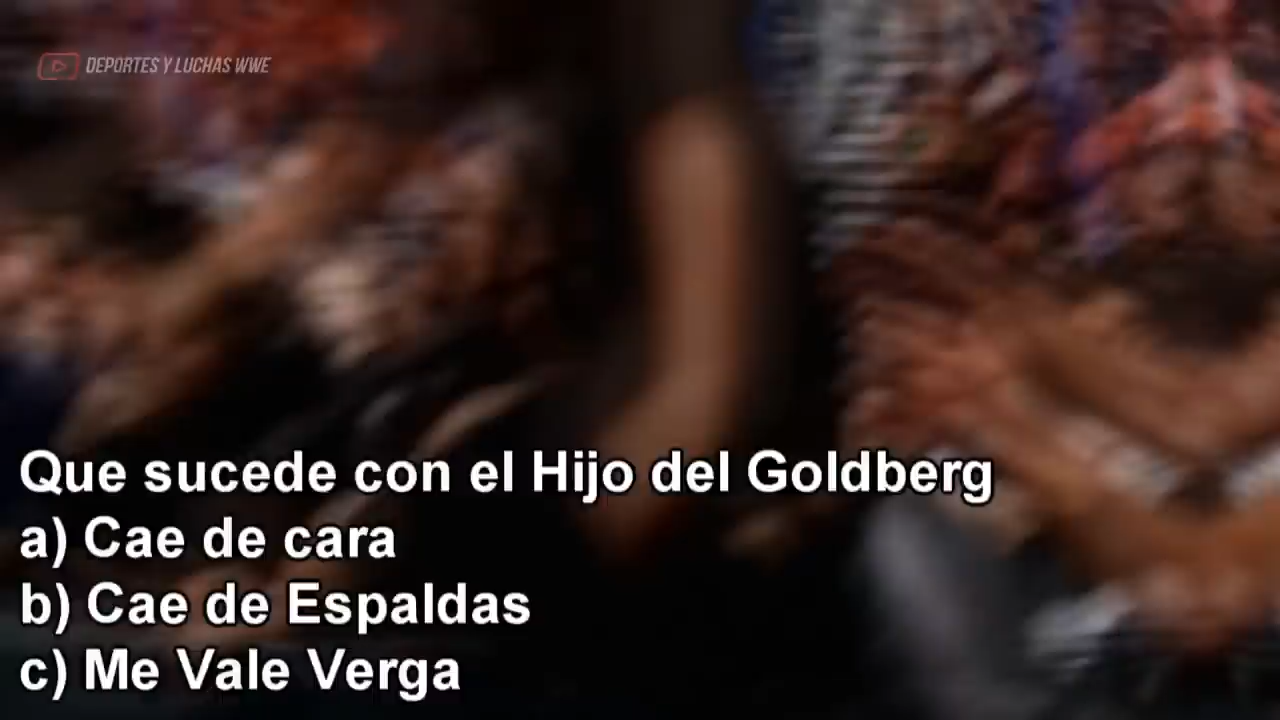 DEPORTES Y LUCHAS WWE
Que sucede con el Hijo del Goldberg
a) Cae de cara
b) Cae de Espaldas
c) Me Vale Verga